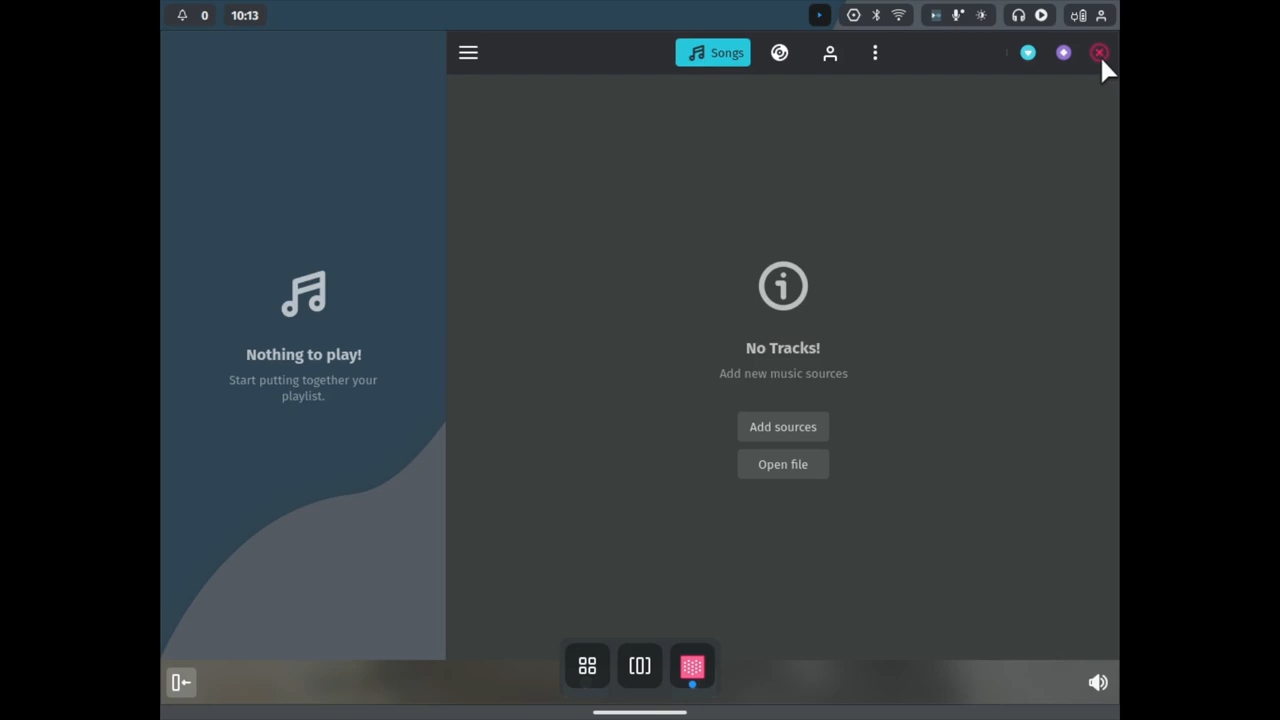 0
10:13
Songs
Nothing to play!
Start putting together your
playlist.
No Tracks!
Add new music sources
Add sources
Open file